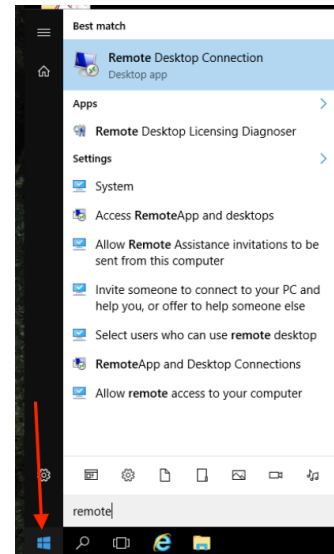 Best match
Remote Desktop Connection
Desktop app
Apps
Remote Desktop Licensing Diagnoser
Settings
System
Access RemoteApp and desktops
Allow Remote Assistance invitations to be
sent from this computer
Invite someone to connect to your PC and
help you, or offer to help someone else
Select users who can use remote desktop
RemoteApp and Desktop Connections
Allow remote access to your computer
remote